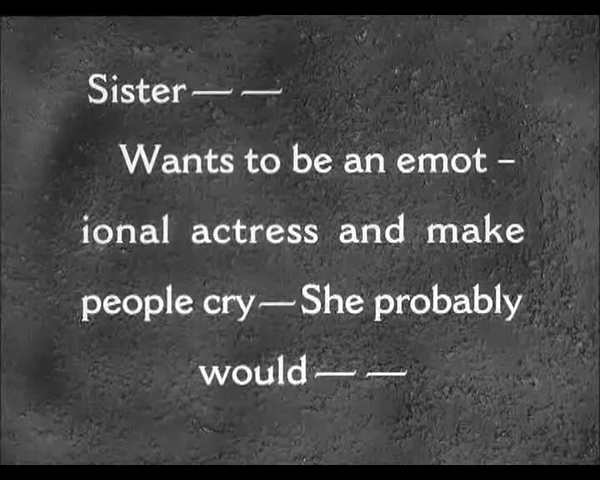 Sister — —
Wants to be an emot –
ional actress and make
people cry—She probably
would — —